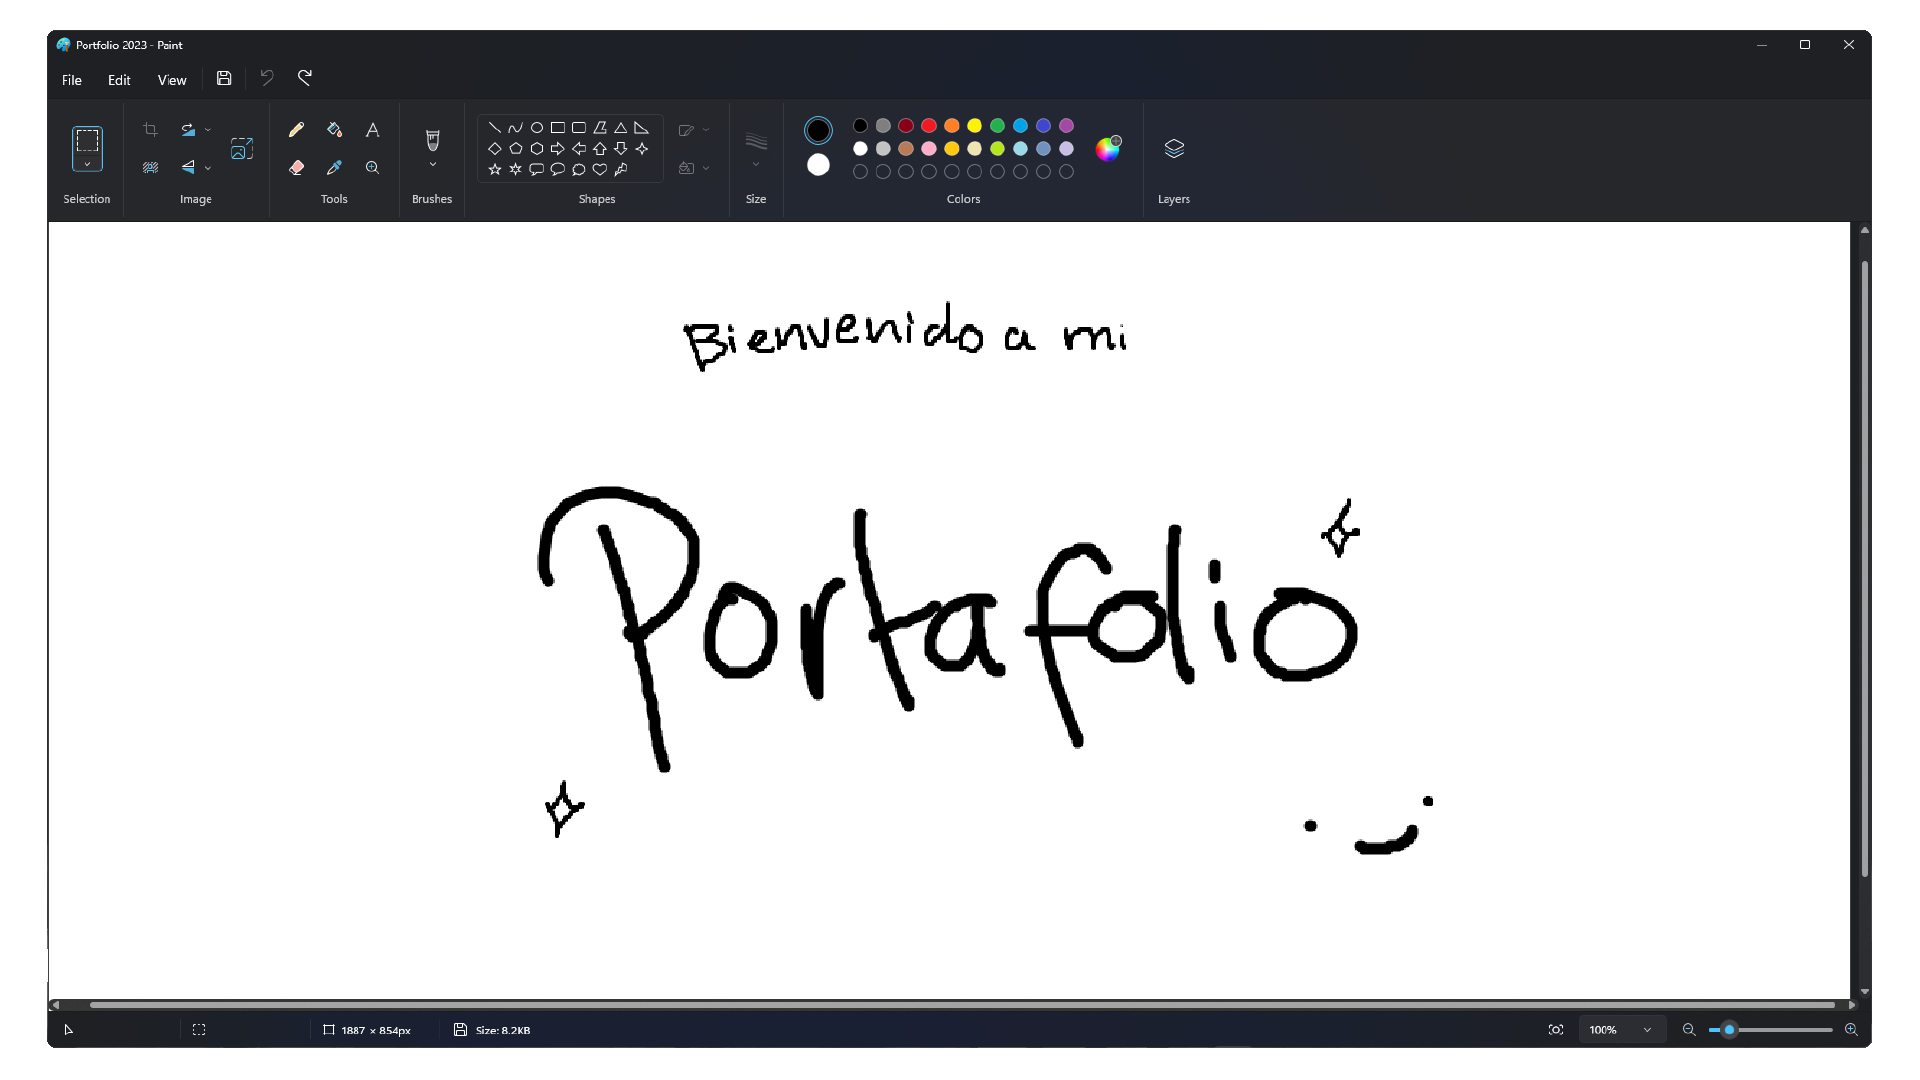 Portfolio 2023 - Paint
File Edit View
Selection Image Tools Brushes Shapes Size Colors Layers
Bienvenido a mi
Portafolio
1887 × 854px Size: 8.2KB 100%